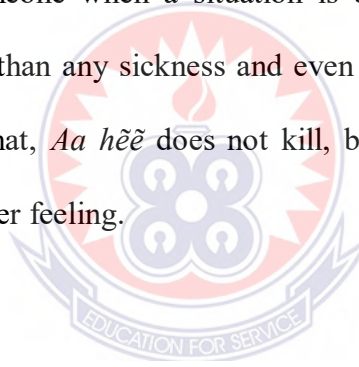 meone when a situation is
than any sickness and even
hat, Aa hẽẽ does not kill, b
er feeling.
EDUCATION FOR SERVICE